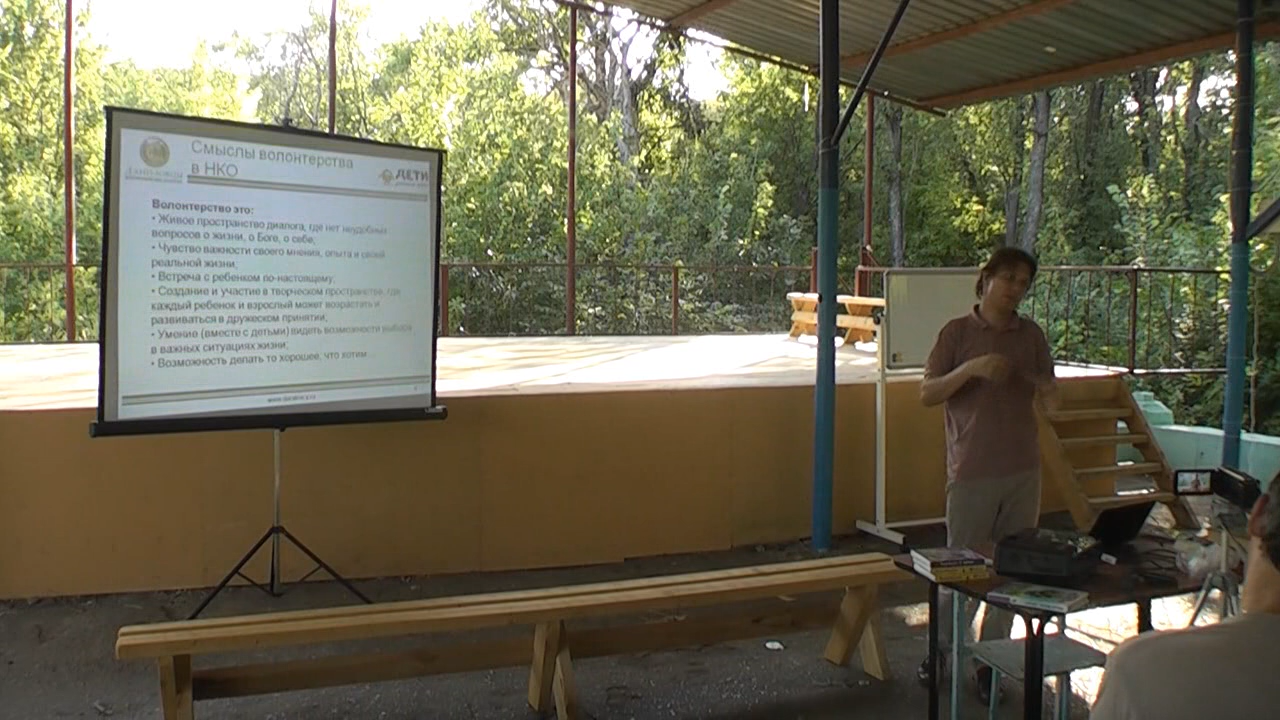 Смыслы волонтерства
в НКО
ДАНИЛОВЦЫ
ДЕТИ
Волонтерство это:
• Живое пространство диалога, где нет неудобных
вопросов о жизни, о Боге, о себе;
• Чувство важности своего мнения, опыта и своей
реальной жизни;
• Встреча с ребенком по-настоящему;
• Создание и участие в творческом пространстве, где
каждый ребенок и взрослый может возрастать и
развиваться в дружеском принятии;
• Умение (вместе с детьми) видеть возможности выбора
в важных ситуациях жизни;
• Возможность делать то хорошее, что хотим...